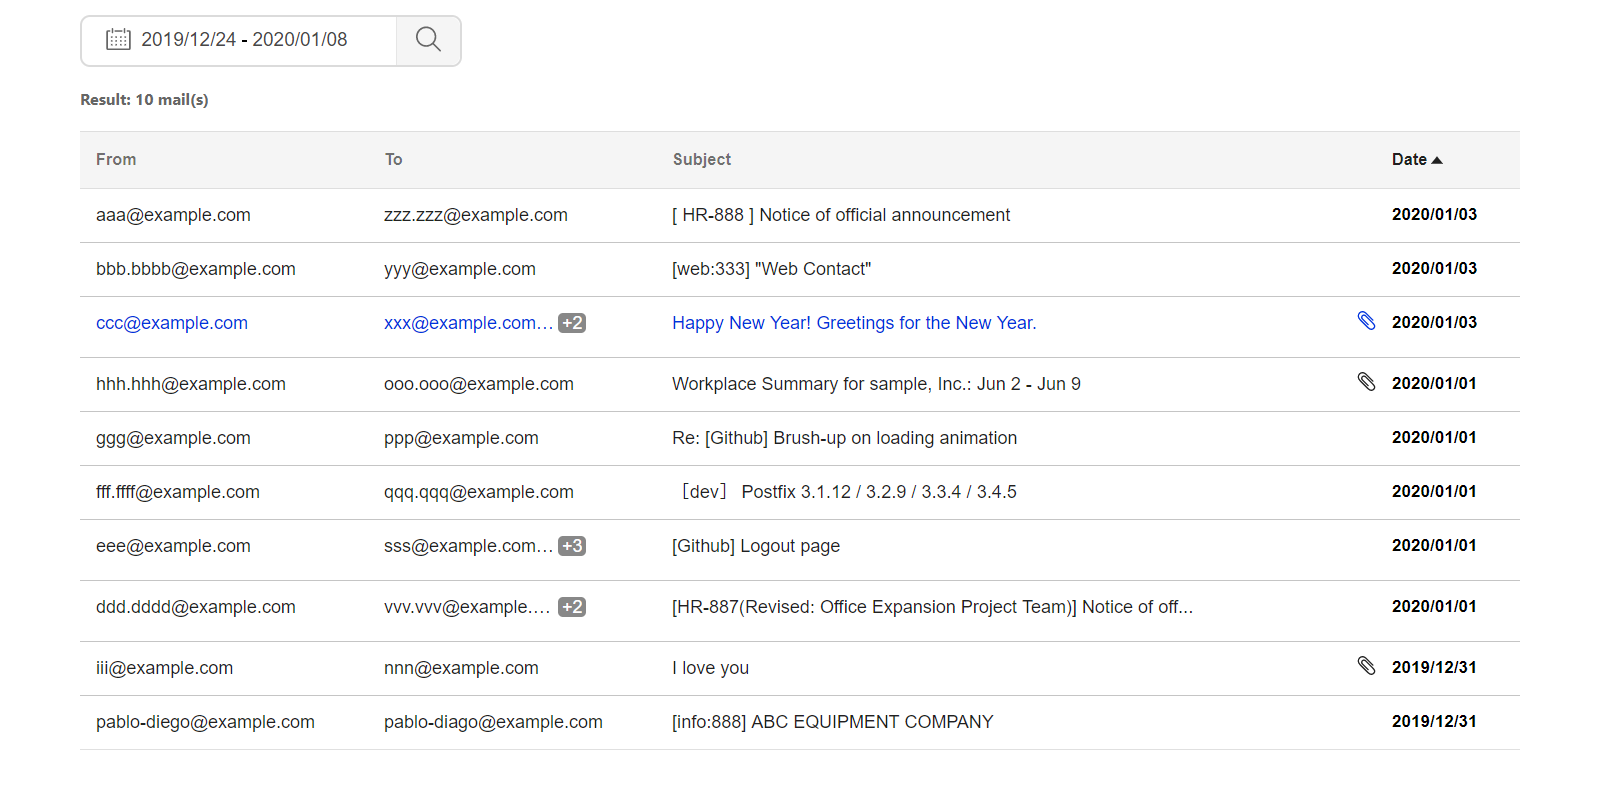 2019/12/24 - 2020/01/08
Result: 10 mail(s)
From To Subject Date
aaa@example.com zzz.zzz@example.com [ HR-888 ] Notice of official announcement 2020/01/03
bbb.bbbb@example.com yyy@example.com [web:333] "Web Contact" 2020/01/03
ccc@example.com xxx@example.com... +2 Happy New Year! Greetings for the New Year. 2020/01/03
hhh.hhh@example.com ooo.ooo@example.com Workplace Summary for sample, Inc.: Jun 2 - Jun 9 2020/01/01
ggg@example.com ppp@example.com Re: [Github] Brush-up on loading animation 2020/01/01
fff.ffff@example.com qqq.qqq@example.com ［dev］ Postfix 3.1.12 / 3.2.9 / 3.3.4 / 3.4.5 2020/01/01
eee@example.com sss@example.com... +3 [Github] Logout page 2020/01/01
ddd.dddd@example.com vvv.vvv@example.... +2 [HR-887(Revised: Office Expansion Project Team)] Notice of off... 2020/01/01
iii@example.com nnn@example.com I love you 2019/12/31
pablo-diego@example.com pablo-diago@example.com [info:888] ABC EQUIPMENT COMPANY 2019/12/31